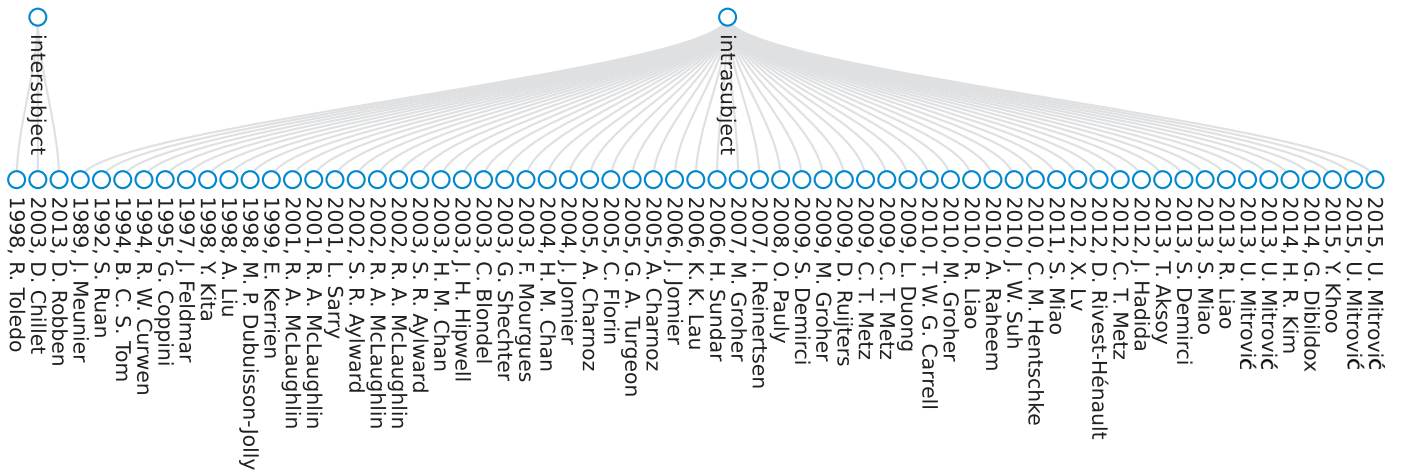 intersubject
intrasubject
1998, R. Toledo
2003, D. Chillet
2013, D. Robben
1989, J. Meunier
1992, S. Ruan
1994, B. C. S. Tom
1994, R. W. Curwen
1995, G. Coppini
1997, J. Feldmar
1998, Y. Kita
1998, A. Liu
1998, M. P. Dubuisson-Jolly
1999, E. Kerrien
2001, R. A. McLaughlin
2001, R. A. McLaughlin
2001, L. Sarry
2002, S. R. Aylward
2002, R. A. McLaughlin
2002, R. A. McLaughlin
2003, S. R. Aylward
2003, H. M. Chan
2003, J. H. Hipwell
2003, C. Blondel
2003, G. Shechter
2003, F. Mourgues
2004, H. M. Chan
2004, J. Jomier
2005, A. Charnoz
2005, C. Florin
2005, G. A. Turgeon
2005, A. Charnoz
2006, J. Jomier
2006, K. K. Lau
2006, H. Sundar
2007, M. Groher
2007, I. Reinertsen
2008, O. Pauly
2009, S. Demirci
2009, M. Groher
2009, D. Ruijters
2009, C. T. Metz
2009, C. T. Metz
2009, L. Duong
2010, T. W. G. Carrell
2010, M. Groher
2010, R. Liao
2010, A. Raheem
2010, J. W. Suh
2010, C. M. Hentschke
2011, S. Miao
2012, X. Lv
2012, D. Rivest-Hénault
2012, C. T. Metz
2012, J. Hadida
2013, T. Aksoy
2013, S. Demirci
2013, S. Miao
2013, R. Liao
2013, U. Mitrović
2013, U. Mitrović
2014, H. R. Kim
2014, G. Dibildox
2015, Y. Khoo
2015, U. Mitrović
2015, U. Mitrović